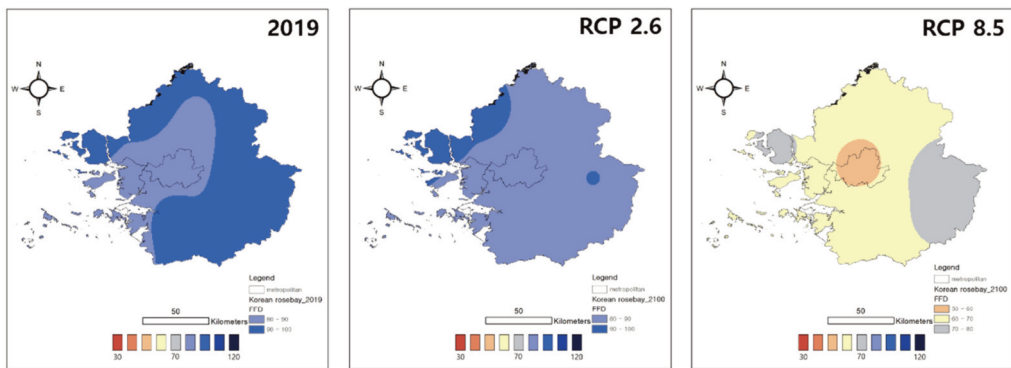 2019
N
W E
S
Legend
metropolitan
Korean rosebay_2019
FFD
80 - 90
90 - 100
50
Kilometers
30 70 120
RCP 2.6
N
W E
S
Legend
metropolitan
Korean rosebay_2100
FFD
80 - 90
90 - 100
50
Kilometers
30 70 120
RCP 8.5
N
W E
S
Legend
metropolitan
Korean rosebay_2100
FFD
60 - 70
70 - 80
50
Kilometers
30 70 120